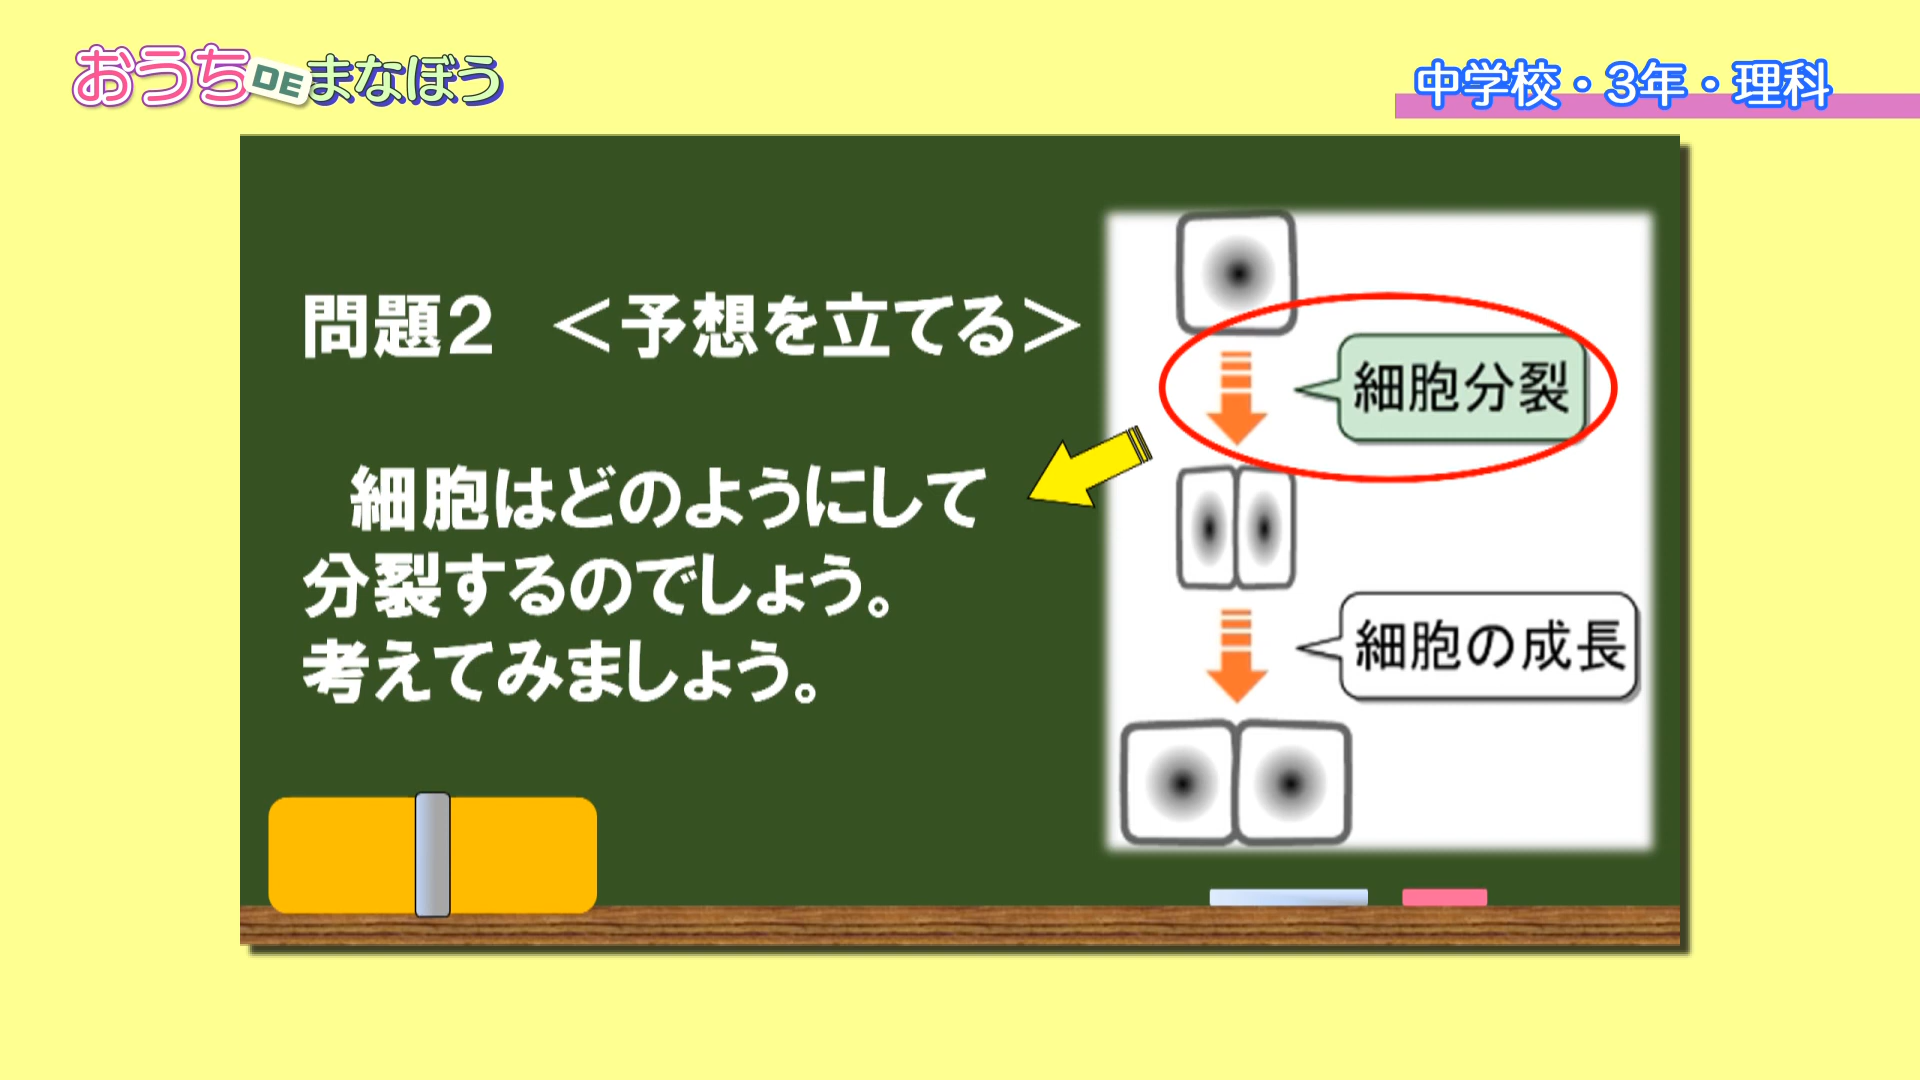 おうちDEまなぼう
中学校・3年・理科
問題2 ＜予想を立てる＞
細胞はどのようにして
分裂するのでしょう。
考えてみましょう。
細胞分裂
細胞の成長